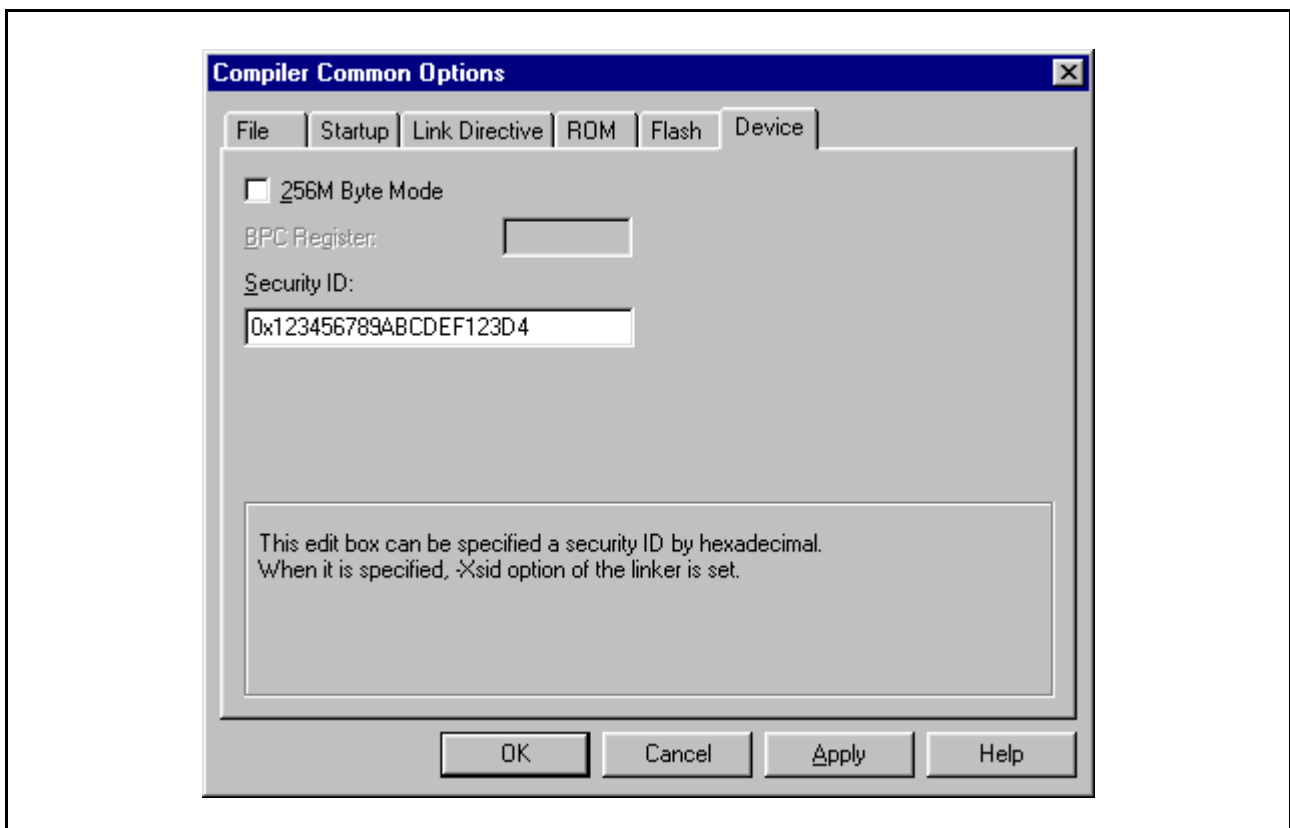 Compiler Common Options
File Startup Link Directive ROM Flash Device
256M Byte Mode
BPC Register:
Security ID:
0x123456789ABCDEF123D4
This edit box can be specified a security ID by hexadecimal.
When it is specified, -Xsid option of the linker is set.
OK Cancel Apply Help